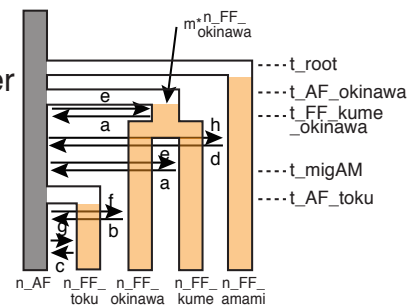 m*n_FF_
okinawa
er
t_root
t_AF_okinawa
t_FF_kume
_okinawa
t_migAM
t_AF_toku
e
a
h
e
d
a
f
g
b
c
n_AF
n_FF_
toku
n_FF_
okinawa
n_FF_
kume
n_FF_
amami